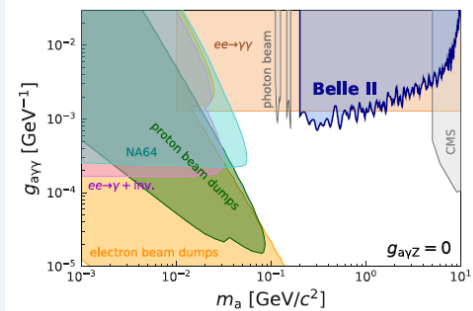 10⁻²
10⁻³
10⁻⁴
10⁻⁵
g_aγγ [GeV⁻¹]
ee→γγ
photon beam
Belle II
CMS
NA64
proton beam dumps
ee→γ+inv.
electron beam dumps
g_aγZ = 0
10⁻³ 10⁻² 10⁻¹ 10⁰ 10¹
m_a [GeV/c²]